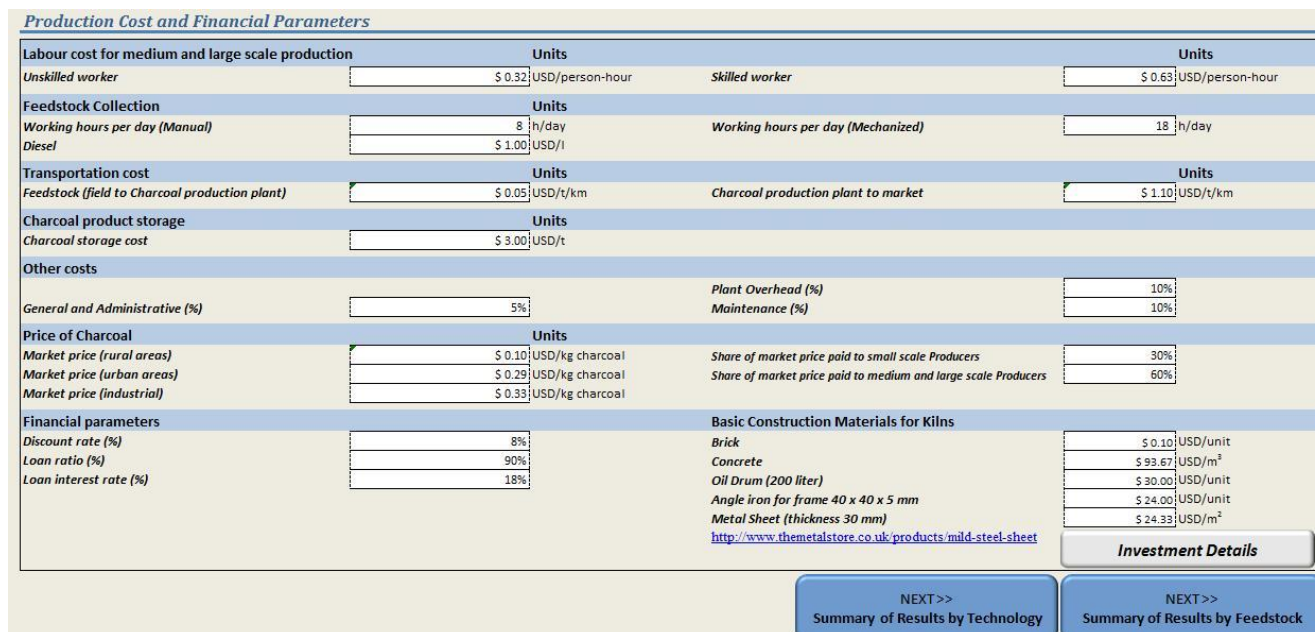 Production Cost and Financial Parameters
Labour cost for medium and large scale production Units Units
Unskilled worker $ 0.32 USD/person-hour Skilled worker $ 0.63 USD/person-hour
Feedstock Collection Units
Working hours per day (Manual) 8 h/day Working hours per day (Mechanized) 18 h/day
Diesel $ 1.00 USD/l
Transportation cost Units Units
Feedstock (field to Charcoal production plant) $ 0.05 USD/t/km Charcoal production plant to market $ 1.10 USD/t/km
Charcoal product storage Units
Charcoal storage cost $ 3.00 USD/t
Other costs
Plant Overhead (%) 10%
General and Administrative (%) 5% Maintenance (%) 10%
Price of Charcoal Units
Market price (rural areas) $ 0.10 USD/kg charcoal Share of market price paid to small scale Producers 30%
Market price (urban areas) $ 0.29 USD/kg charcoal Share of market price paid to medium and large scale Producers 60%
Market price (industrial) $ 0.33 USD/kg charcoal
Financial parameters Basic Construction Materials for Kilns
Discount rate (%) 8% Brick $ 0.10 USD/unit
Loan ratio (%) 90% Concrete $ 93.67 USD/m³
Loan interest rate (%) 18% Oil Drum (200 liter) $ 30.00 USD/unit
Angle iron for frame 40 x 40 x 5 mm $ 24.00 USD/unit
Metal Sheet (thickness 30 mm) $ 24.33 USD/m²
http://www.themetalstore.co.uk/products/mild-steel-sheet
Investment Details
NEXT>> NEXT>>
Summary of Results by Technology Summary of Results by Feedstock